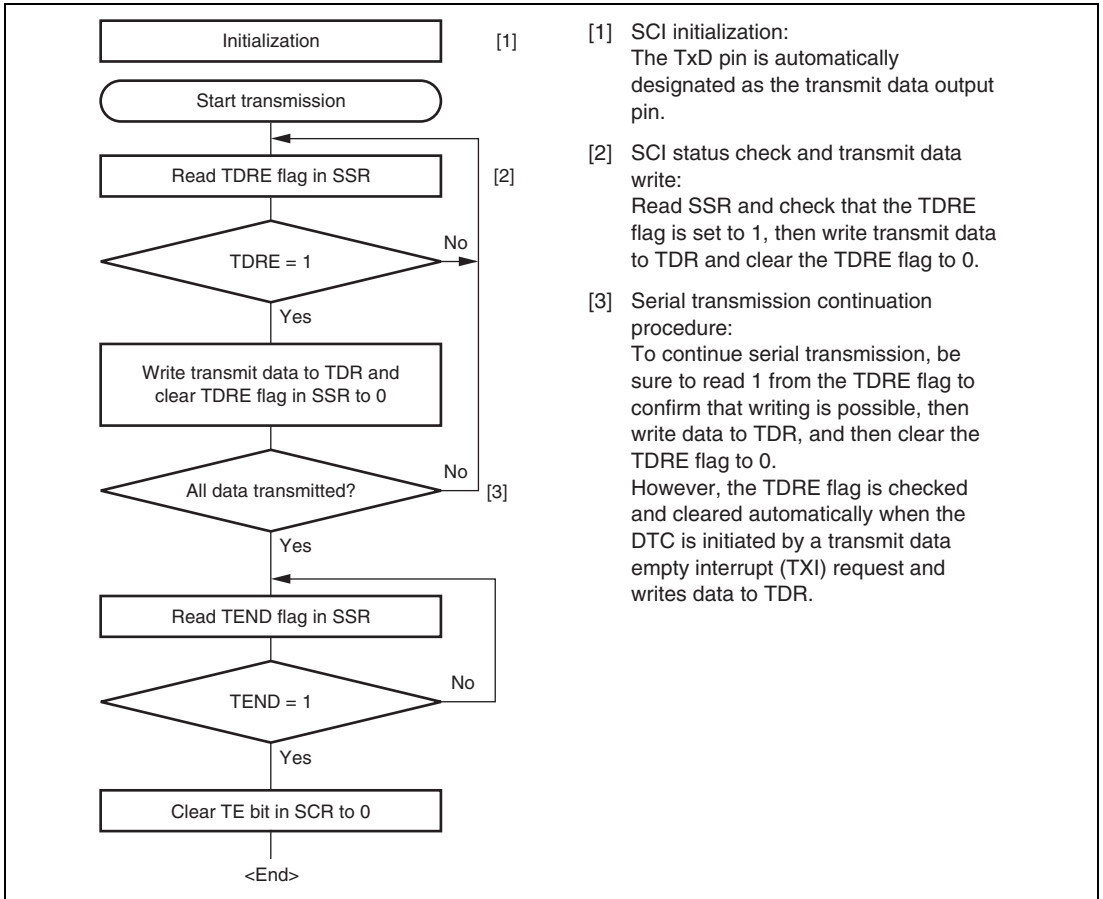 Initialization
[1]
Start transmission
Read TDRE flag in SSR
[2]
TDRE = 1
No
Yes
Write transmit data to TDR and
clear TDRE flag in SSR to 0
All data transmitted?
No
[3]
Yes
Read TEND flag in SSR
TEND = 1
No
Yes
Clear TE bit in SCR to 0
<End>
[1] SCI initialization:
The TxD pin is automatically
designated as the transmit data output
pin.
[2] SCI status check and transmit data
write:
Read SSR and check that the TDRE
flag is set to 1, then write transmit data
to TDR and clear the TDRE flag to 0.
[3] Serial transmission continuation
procedure:
To continue serial transmission, be
sure to read 1 from the TDRE flag to
confirm that writing is possible, then
write data to TDR, and then clear the
TDRE flag to 0.
However, the TDRE flag is checked
and cleared automatically when the
DTC is initiated by a transmit data
empty interrupt (TXI) request and
writes data to TDR.